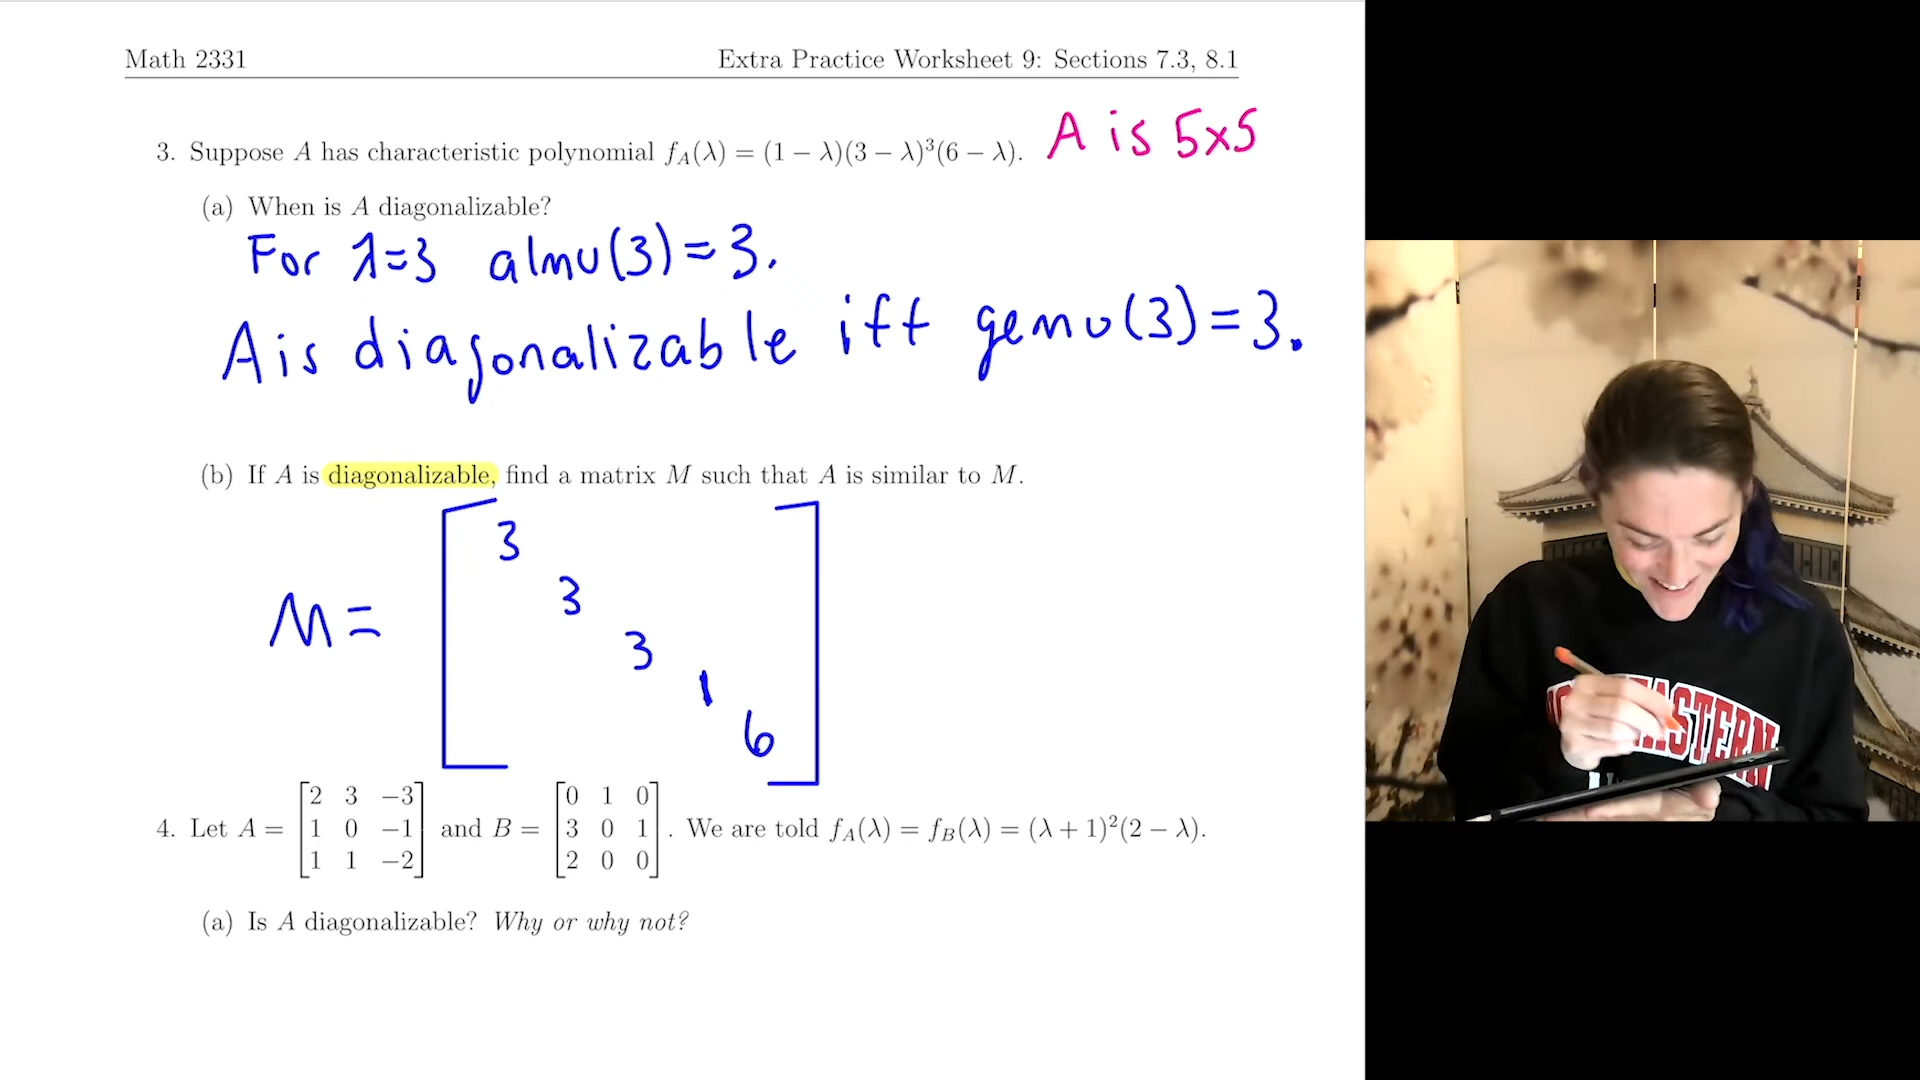 Math 2331 Extra Practice Worksheet 9: Sections 7.3, 8.1
3. Suppose A has characteristic polynomial f_A(λ) = (1 − λ)(3 − λ)³(6 − λ). A is 5x5
(a) When is A diagonalizable?
For λ=3 almu(3)=3.
A is diagonalizable iff gemu(3)=3.
(b) If A is diagonalizable, find a matrix M such that A is similar to M.
M = [3
3
3
1
6]
4. Let A = [2 3 −3; 1 0 −1; 1 1 −2] and B = [0 1 0; 3 0 1; 2 0 0]. We are told f_A(λ) = f_B(λ) = (λ + 1)²(2 − λ).
(a) Is A diagonalizable? Why or why not?